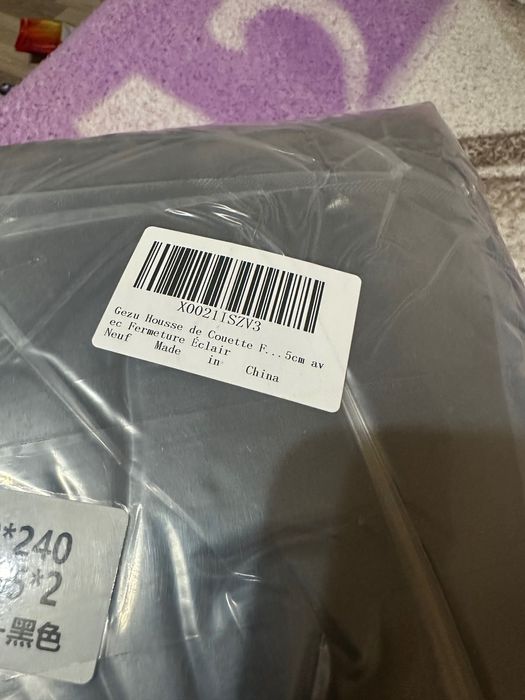 X00211SZV3
Gezu Housse de Couette F...5cm av
ec Fermeture Éclair
Neuf Made in China
*240
5*2
黑色